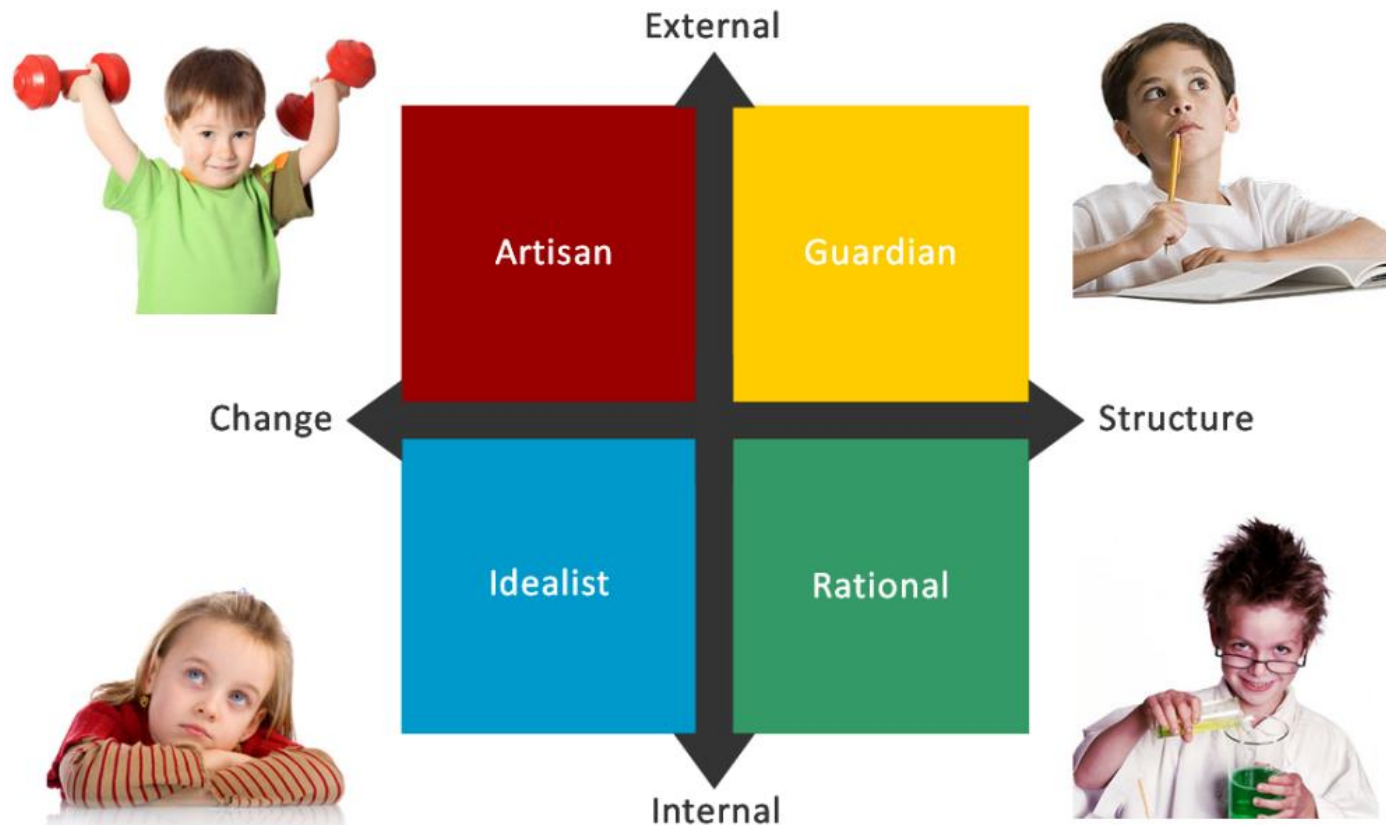 External
Artisan
Guardian
Change
Structure
Idealist
Rational
Internal